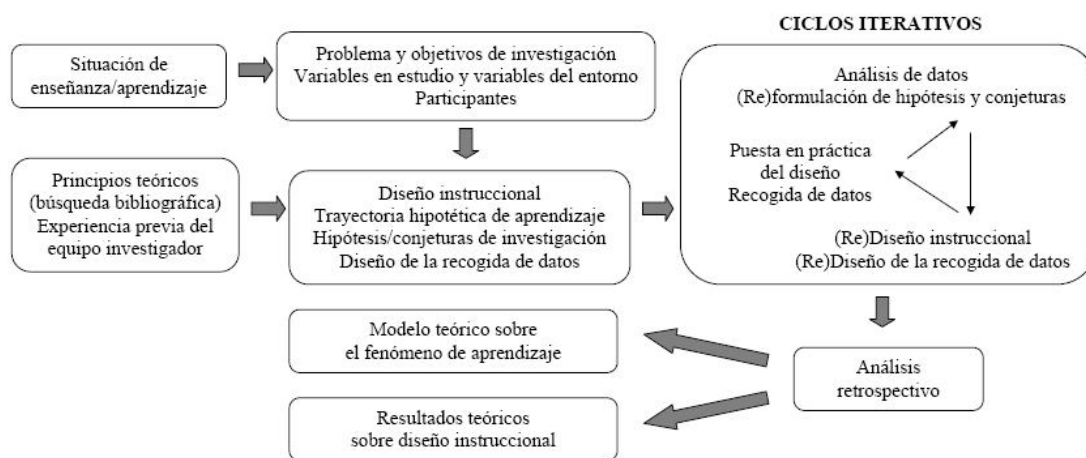 CICLOS ITERATIVOS
Situación de
enseñanza/aprendizaje
Problema y objetivos de investigación
Variables en estudio y variables del entorno
Participantes
Principios teóricos
(búsqueda bibliográfica)
Experiencia previa del
equipo investigador
Diseño instruccional
Trayectoria hipotética de aprendizaje
Hipótesis/conjeturas de investigación
Diseño de la recogida de datos
Análisis de datos
(Re)formulación de hipótesis y conjeturas
Puesta en práctica
del diseño
Recogida de datos
(Re)Diseño instruccional
(Re)Diseño de la recogida de datos
Análisis
retrospectivo
Modelo teórico sobre
el fenómeno de aprendizaje
Resultados teóricos
sobre diseño instruccional